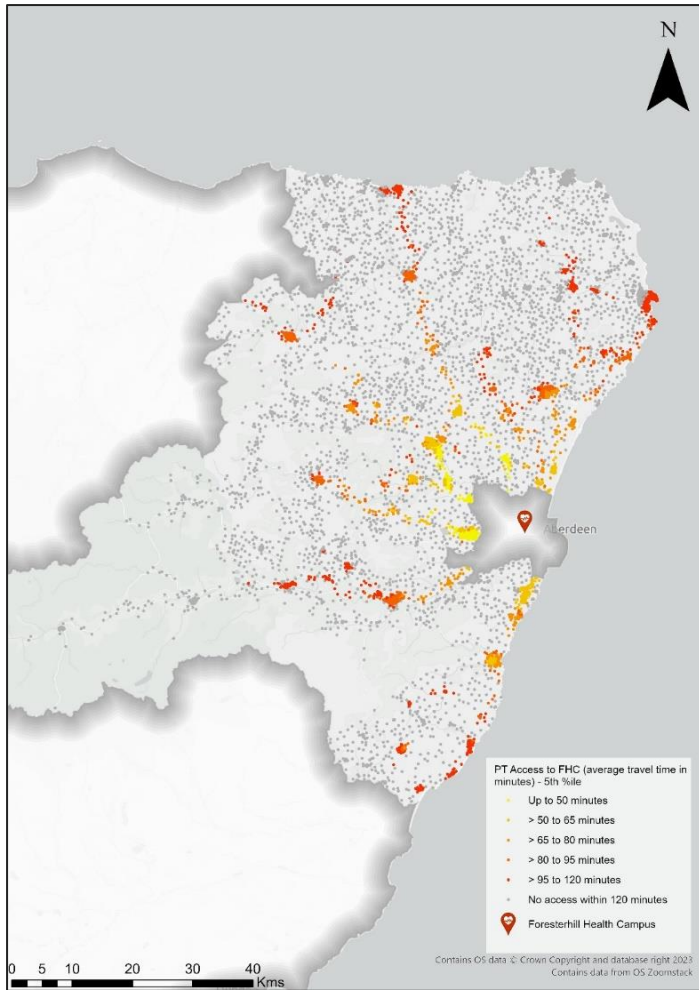 N
Aberdeen
PT Access to FHC (average travel time in
minutes) - 5th %ile
Up to 50 minutes
> 50 to 65 minutes
> 65 to 80 minutes
> 80 to 95 minutes
> 95 to 120 minutes
No access within 120 minutes
Foresterhill Health Campus
Contains OS data © Crown Copyright and database right 2023
Contains data from OS Zoomstack
0 5 10 20 30 40
Kms